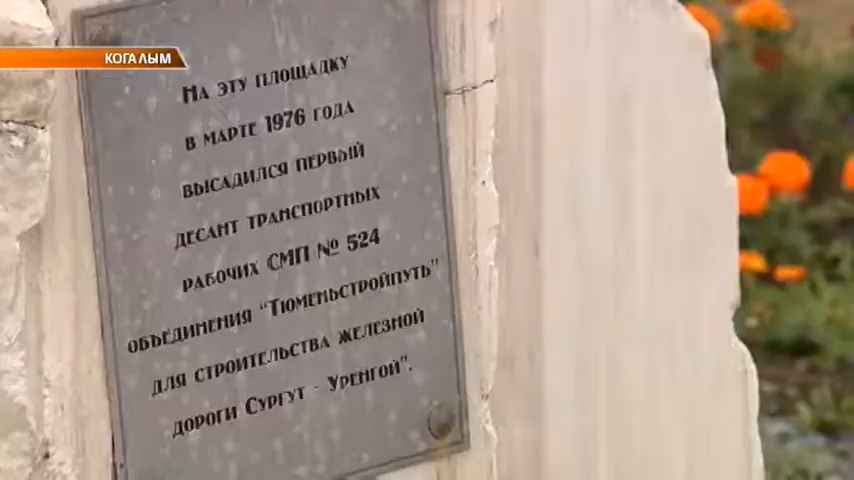 КОГАЛЫМ
НА ЭТУ ПЛОЩАДКУ
В МАРТЕ 1976 ГОДА
ВЫСАДИЛСЯ ПЕРВЫЙ
ДЕСАНТ ТРАНСПОРТНЫХ
РАБОЧИХ СМП № 524
ОБЪЕДИНЕНИЯ "ТЮМЕНЬСТРОЙПУТЬ"
ДЛЯ СТРОИТЕЛЬСТВА ЖЕЛЕЗНОЙ
ДОРОГИ СУРГУТ - УРЕНГОЙ".